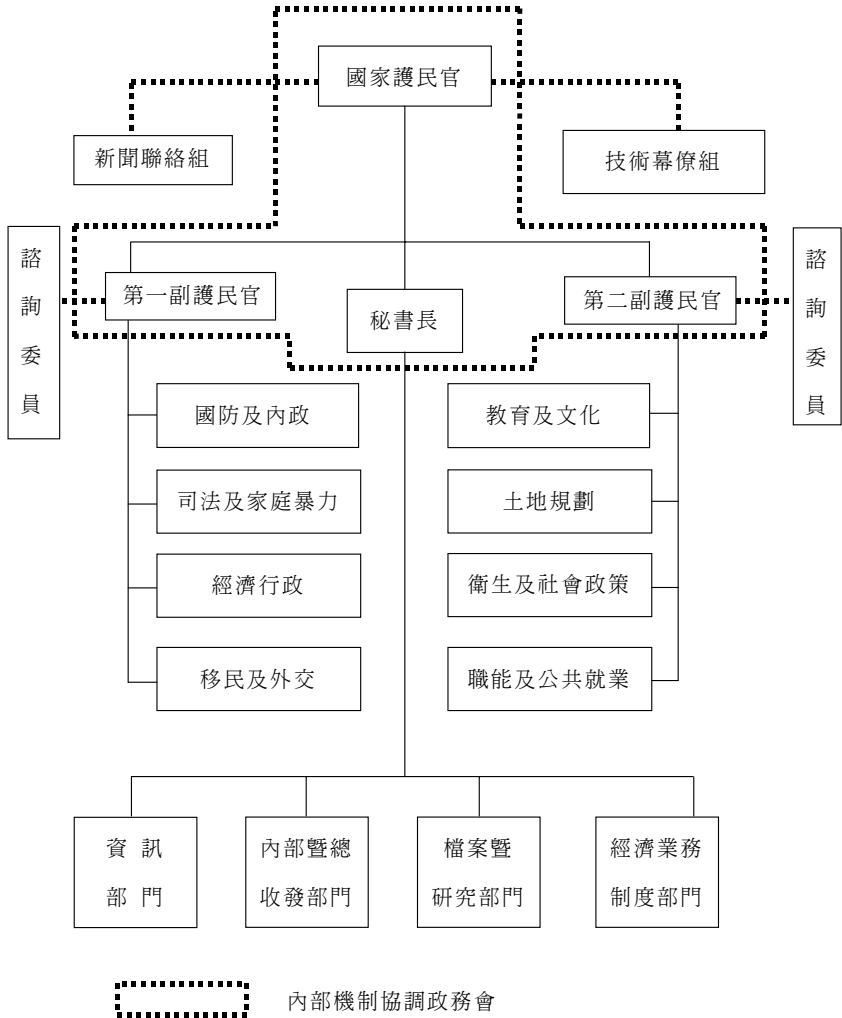 國家護民官
新聞聯絡組
技術幕僚組
諮
詢
委
員
第一副護民官
秘書長
第二副護民官
諮
詢
委
員
國防及內政
教育及文化
司法及家庭暴力
土地規劃
經濟行政
衛生及社會政策
移民及外交
職能及公共就業
資 訊
部 門
內部暨總
收發部門
檔案暨
研究部門
經濟業務
制度部門
內部機制協調政務會